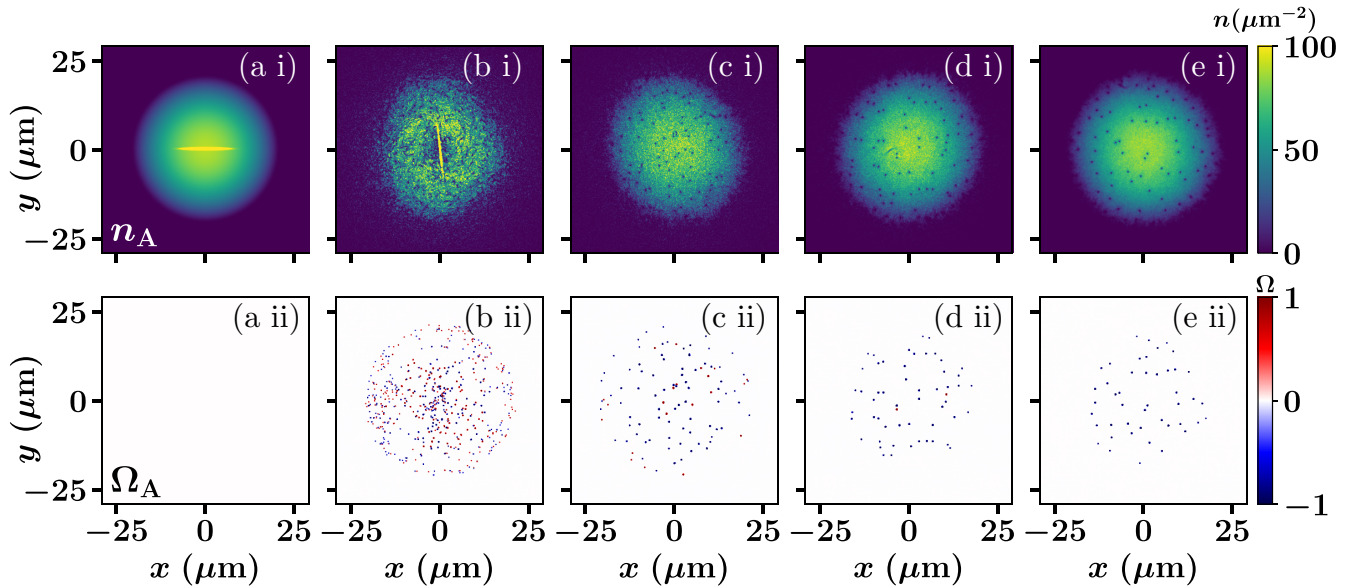 n(μm⁻²)
(a i) (b i) (c i) (d i) (e i)
25
0
−25
y (μm)
n_A
100
50
0
(a ii) (b ii) (c ii) (d ii) (e ii)
25
0
−25
y (μm)
Ω_A
Ω
1
0
−1
−25 0 25 −25 0 25 −25 0 25 −25 0 25 −25 0 25
x (μm) x (μm) x (μm) x (μm) x (μm)